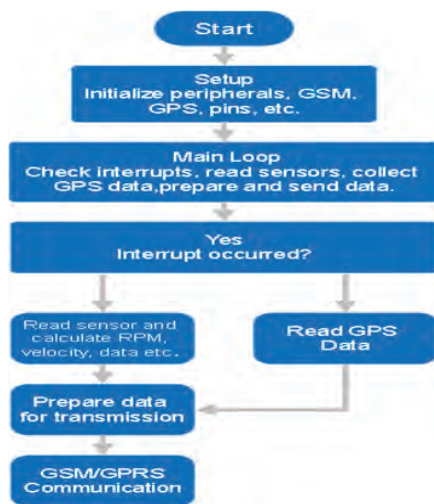 Start
Setup
Initialize peripherals, GSM,
GPS, pins, etc.
Main Loop
Check interrupts, read sensors, collect
GPS data,prepare and send data.
Yes
Interrupt occurred?
Read sensor and
calculate RPM,
velocity, data etc.
Read GPS
Data
Prepare data
for transmission
GSM/GPRS
Communication